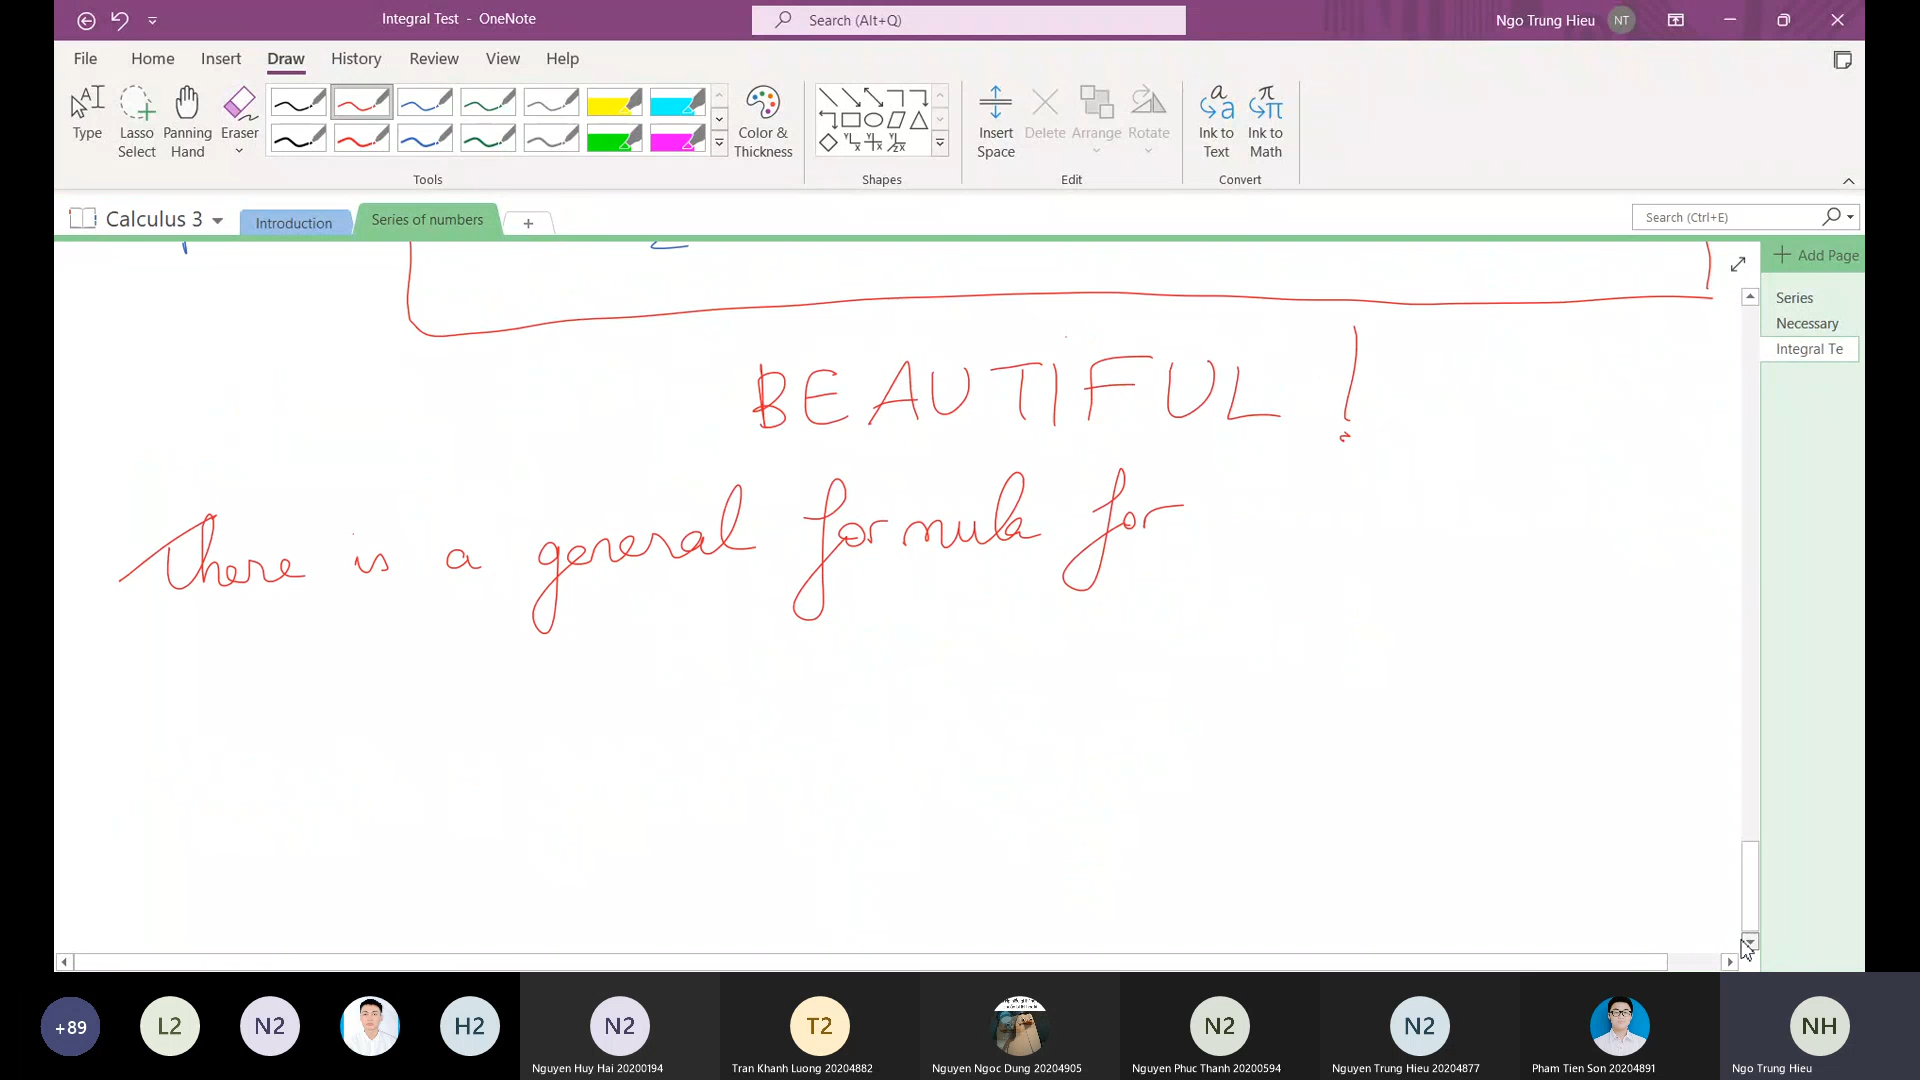 Integral Test - OneNote
Search (Alt+Q)
Ngo Trung Hieu
NT
File Home Insert Draw History Review View Help
Type
Lasso Select
Panning Hand
Eraser
Color & Thickness
Insert Space
Delete
Arrange
Rotate
Ink to Text
Ink to Math
Tools
Shapes
Edit
Convert
Calculus 3
Introduction
Series of numbers
Search (Ctrl+E)
Add Page
Series
Necessary
Integral Te
BEAUTIFUL !
There is a general formula for
+89
L2
N2
H2
N2
T2
N2
N2
NH
Nguyen Huy Hai 20200194
Tran Khanh Luong 20204882
Nguyen Ngoc Dung 20204905
Nguyen Phuc Thanh 20200594
Nguyen Trung Hieu 20204877
Pham Tien Son 20204891
Ngo Trung Hieu